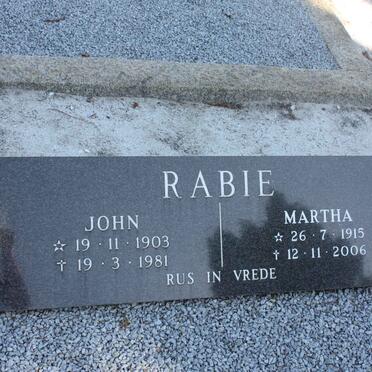 RABIE
JOHN
☆ 19 · 11 · 1903
† 19 · 3 · 1981
MARTHA
☆ 26 · 7 · 1915
† 12 · 11 · 2006
RUS IN VREDE